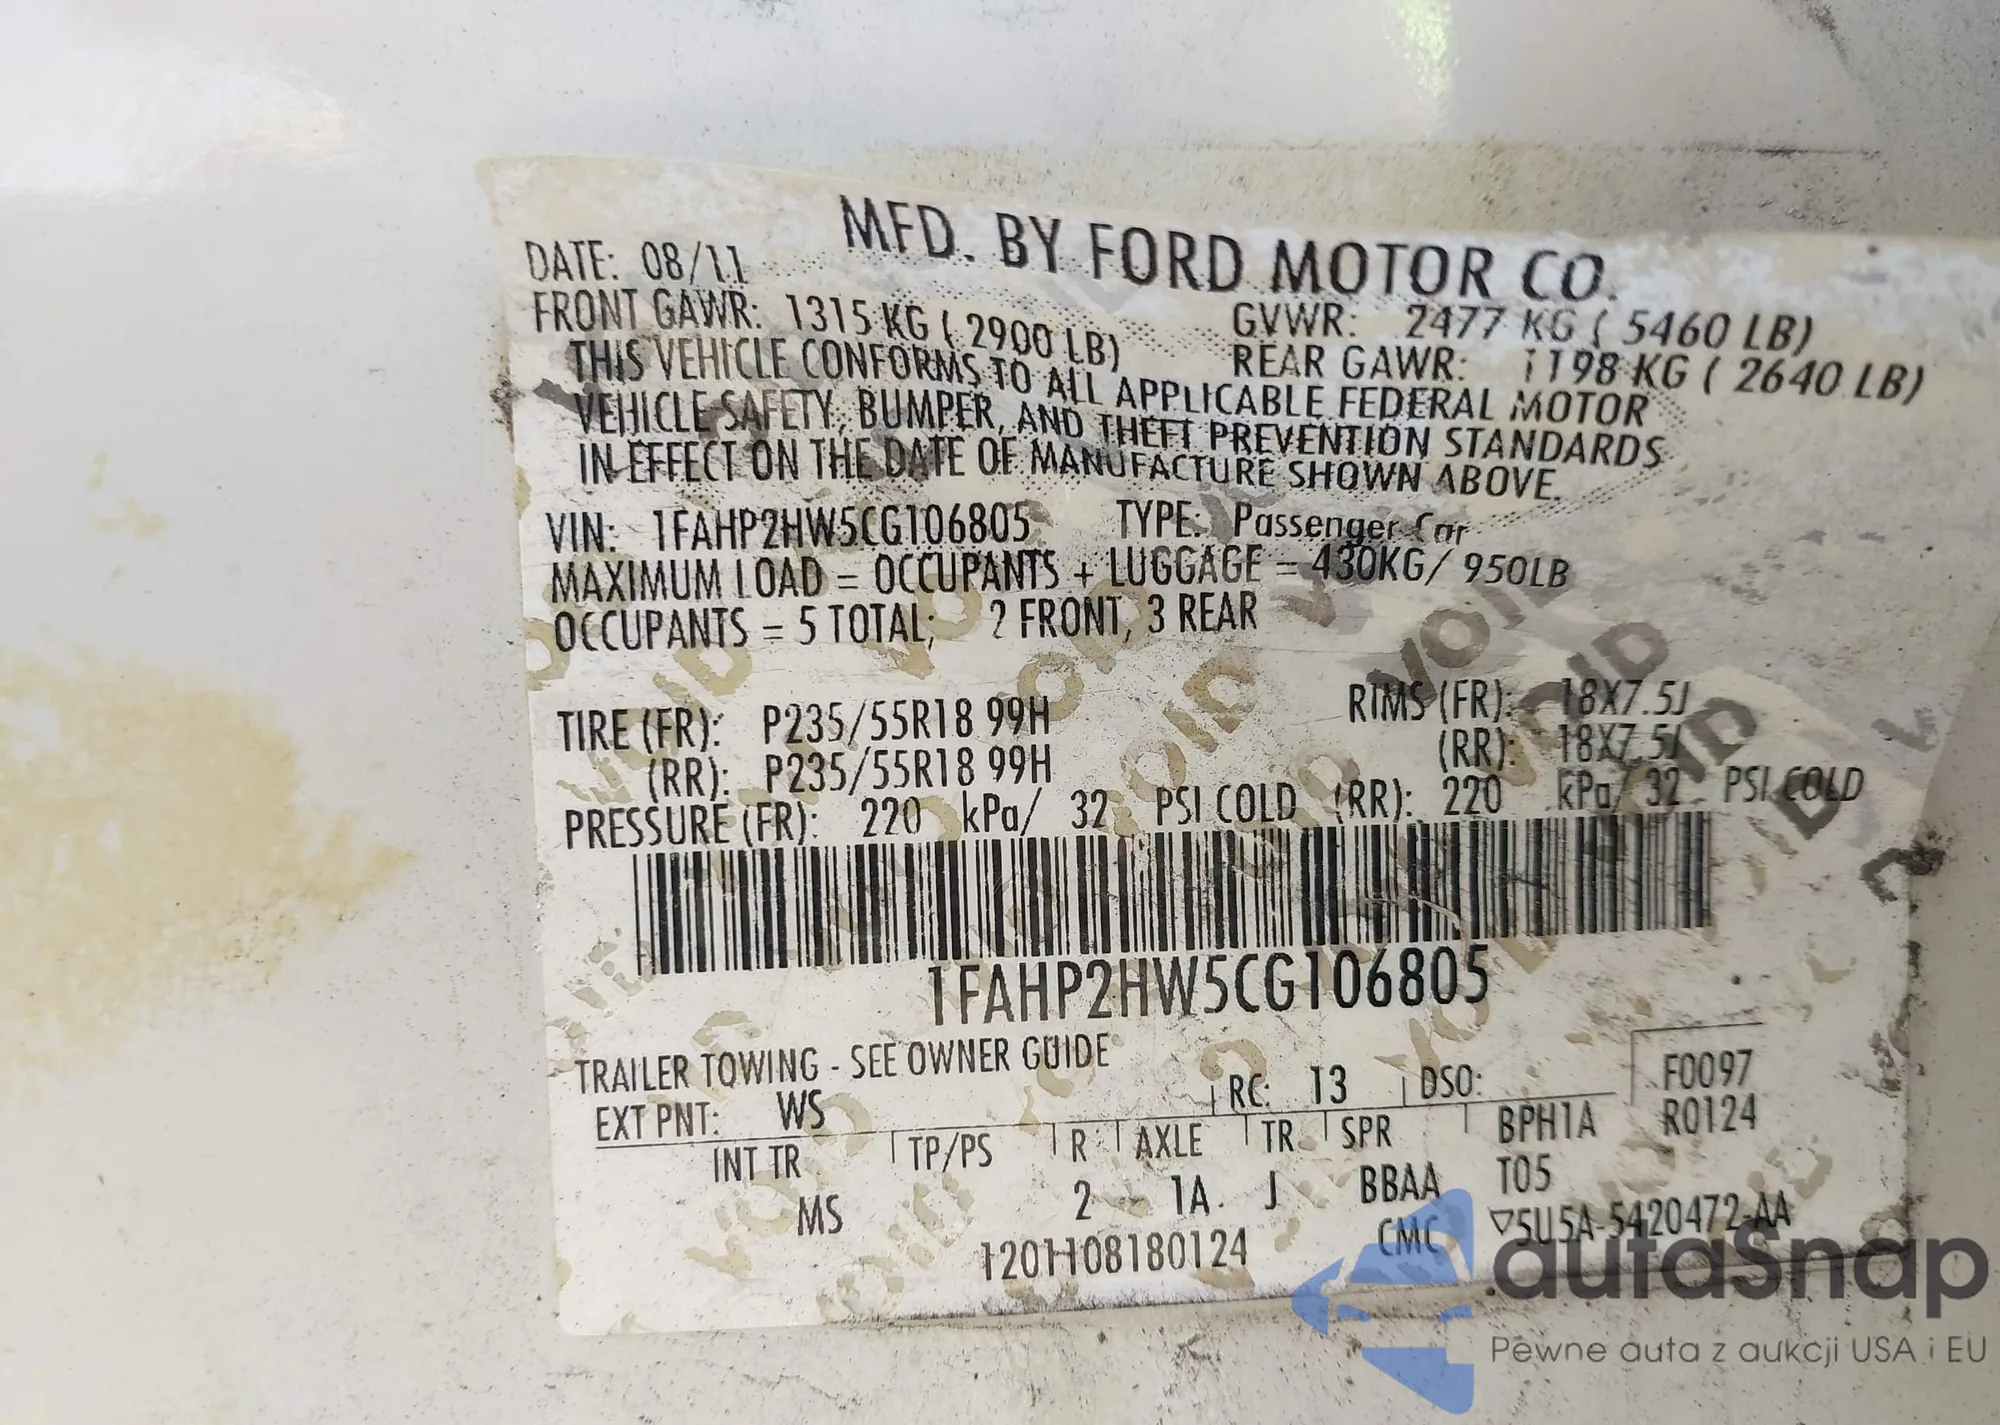 MFD. BY FORD MOTOR CO.
DATE: 08/11
FRONT GAWR: 1315 KG ( 2900 LB)
GVWR: 2477 KG ( 5460 LB)
REAR GAWR: 1198 KG ( 2640 LB)
THIS VEHICLE CONFORMS TO ALL APPLICABLE FEDERAL MOTOR
VEHICLE SAFETY, BUMPER, AND THEFT PREVENTION STANDARDS
IN EFFECT ON THE DATE OF MANUFACTURE SHOWN ABOVE.
VIN: 1FAHP2HW5CG106805 TYPE: Passenger Car
MAXIMUM LOAD = OCCUPANTS + LUGGAGE = 430KG/ 950LB
OCCUPANTS = 5 TOTAL; 2 FRONT, 3 REAR
TIRE (FR): P235/55R18 99H RIMS (FR): 18X7.5J
(RR): P235/55R18 99H (RR): 18X7.5J
PRESSURE (FR): 220 kPa/ 32 PSI COLD (RR): 220 kPa/ 32 PSI COLD
1FAHP2HW5CG106805
TRAILER TOWING - SEE OWNER GUIDE
EXT PNT: WS RC: 13 DSO: F0097
INT TR TP/PS R AXLE TR SPR BPH1A R0124
MS 2 1A J BBAA T05
1201108180124 CMC ▽5U5A-5420472-AA
VOID VOID VOID VOID
autaSnap
Pewne auta z aukcji USA i EU